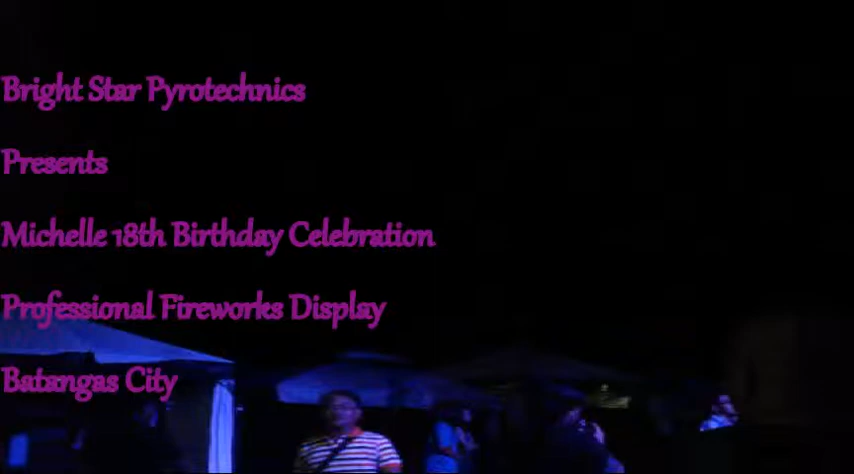 Bright Star Pyrotechnics
Presents
Michelle 18th Birthday Celebration
Professional Fireworks Display
Batangas City